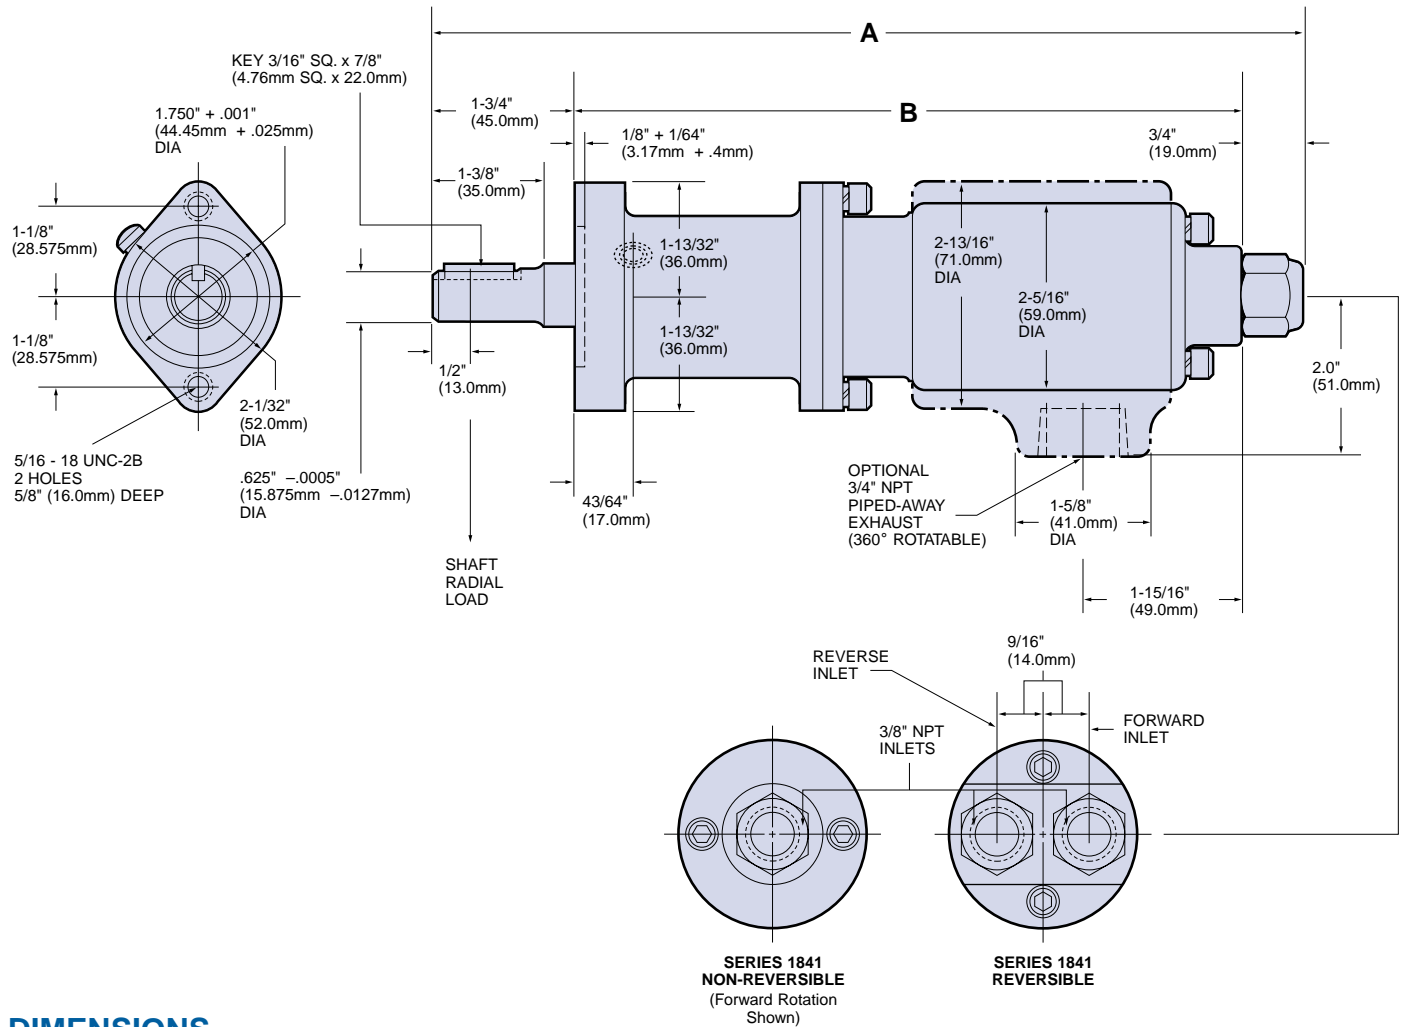 A
KEY 3/16" SQ. x 7/8"
(4.76mm SQ. x 22.0mm)
1.750" + .001"
(44.45mm + .025mm)
DIA
1-3/4"
(45.0mm)
B
1/8" + 1/64"
(3.17mm + .4mm)
3/4"
(19.0mm)
1-3/8"
(35.0mm)
1-1/8"
(28.575mm)
1-13/32"
(36.0mm)
2-13/16"
(71.0mm)
DIA
2-5/16"
(59.0mm)
DIA
1-1/8"
(28.575mm)
1-13/32"
(36.0mm)
1/2"
(13.0mm)
2.0"
(51.0mm)
2-1/32"
(52.0mm)
DIA
5/16 - 18 UNC-2B
2 HOLES
5/8" (16.0mm) DEEP
.625" –.0005"
(15.875mm –.0127mm)
DIA
43/64"
(17.0mm)
OPTIONAL
3/4" NPT
PIPED-AWAY
EXHAUST
(360° ROTATABLE)
1-5/8"
(41.0mm)
DIA
SHAFT
RADIAL
LOAD
1-15/16"
(49.0mm)
9/16"
(14.0mm)
REVERSE
INLET
3/8" NPT
INLETS
FORWARD
INLET
SERIES 1841
NON-REVERSIBLE
(Forward Rotation
Shown)
SERIES 1841
REVERSIBLE
DIMENSIONS